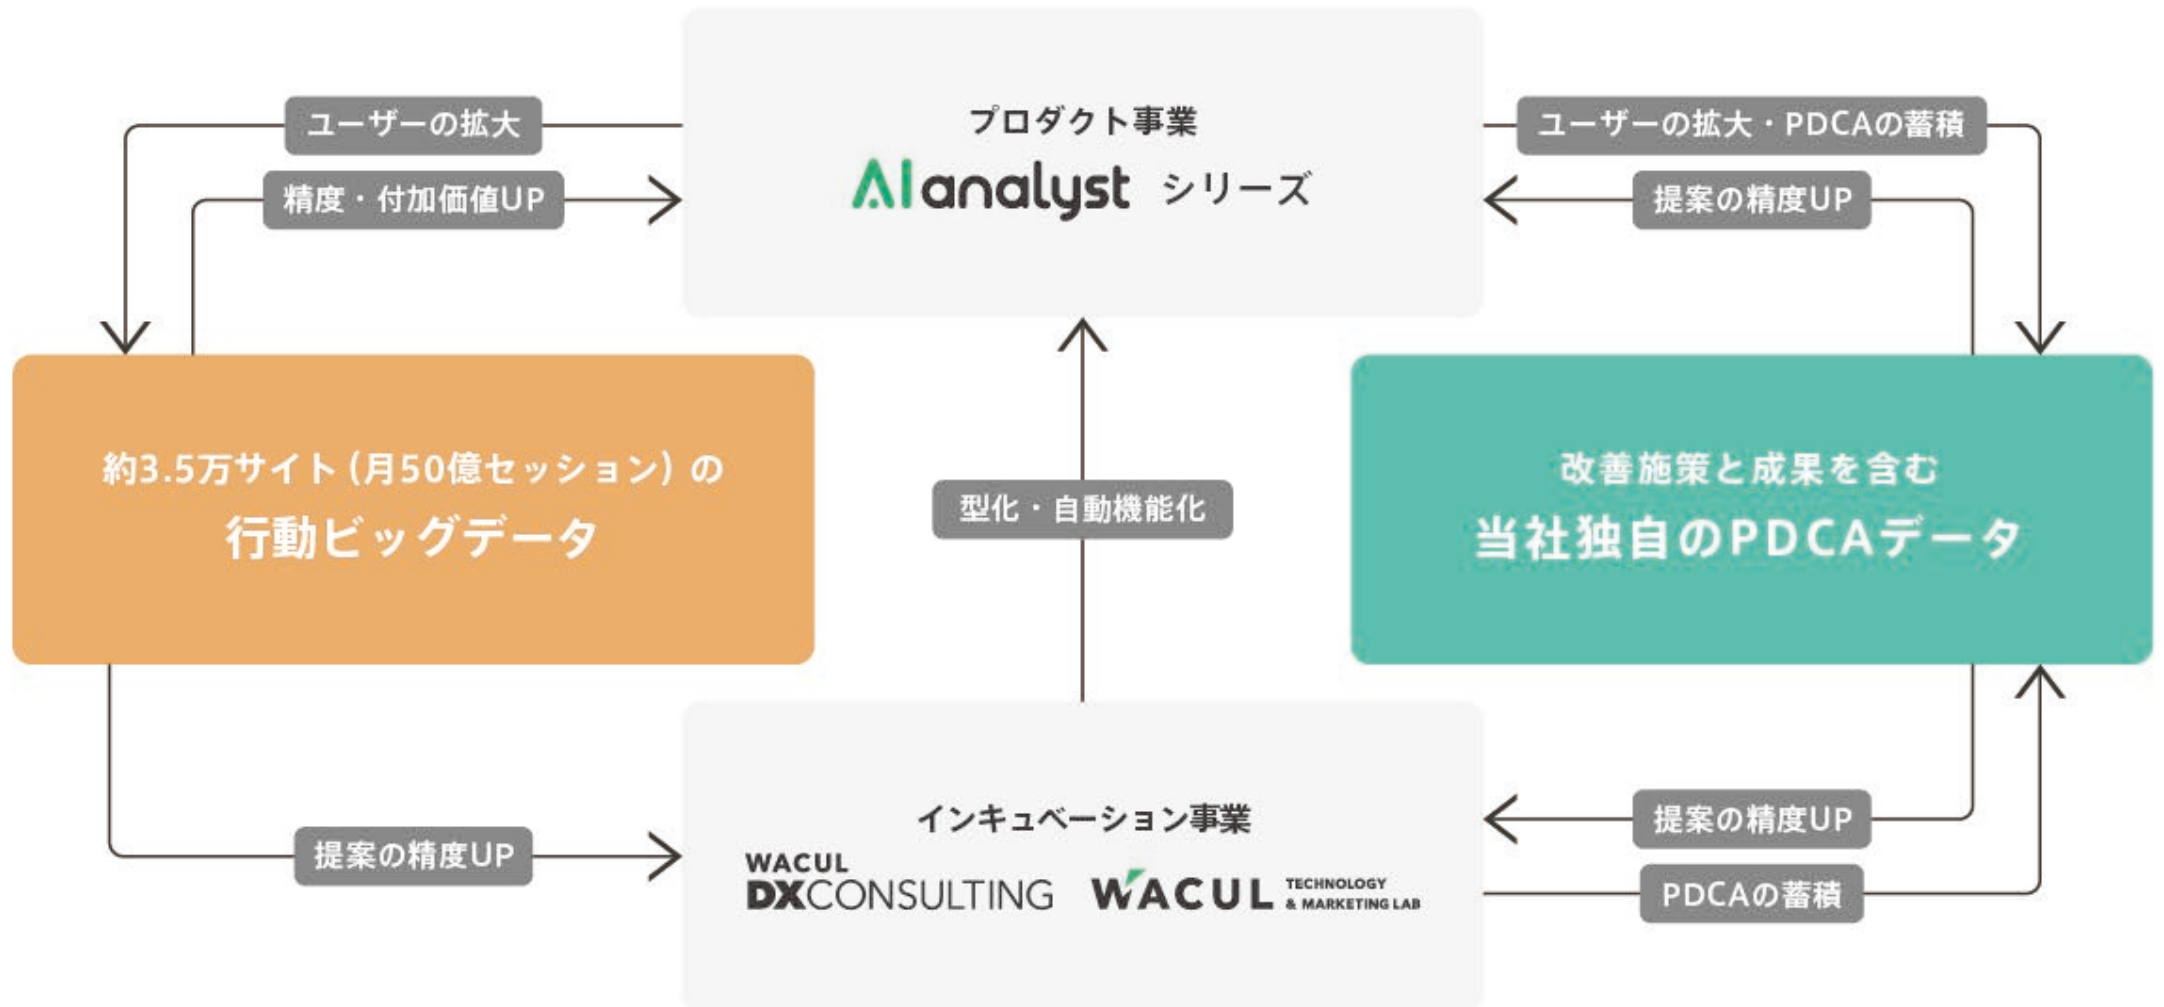 プロダクト事業
AI analyst シリーズ
ユーザーの拡大
精度・付加価値UP
ユーザーの拡大・PDCAの蓄積
提案の精度UP
約3.5万サイト（月50億セッション）の
行動ビッグデータ
型化・自動機能化
改善施策と成果を含む
当社独自のPDCAデータ
インキュベーション事業
WACUL
DXCONSULTING
WACUL TECHNOLOGY
& MARKETING LAB
提案の精度UP
提案の精度UP
PDCAの蓄積